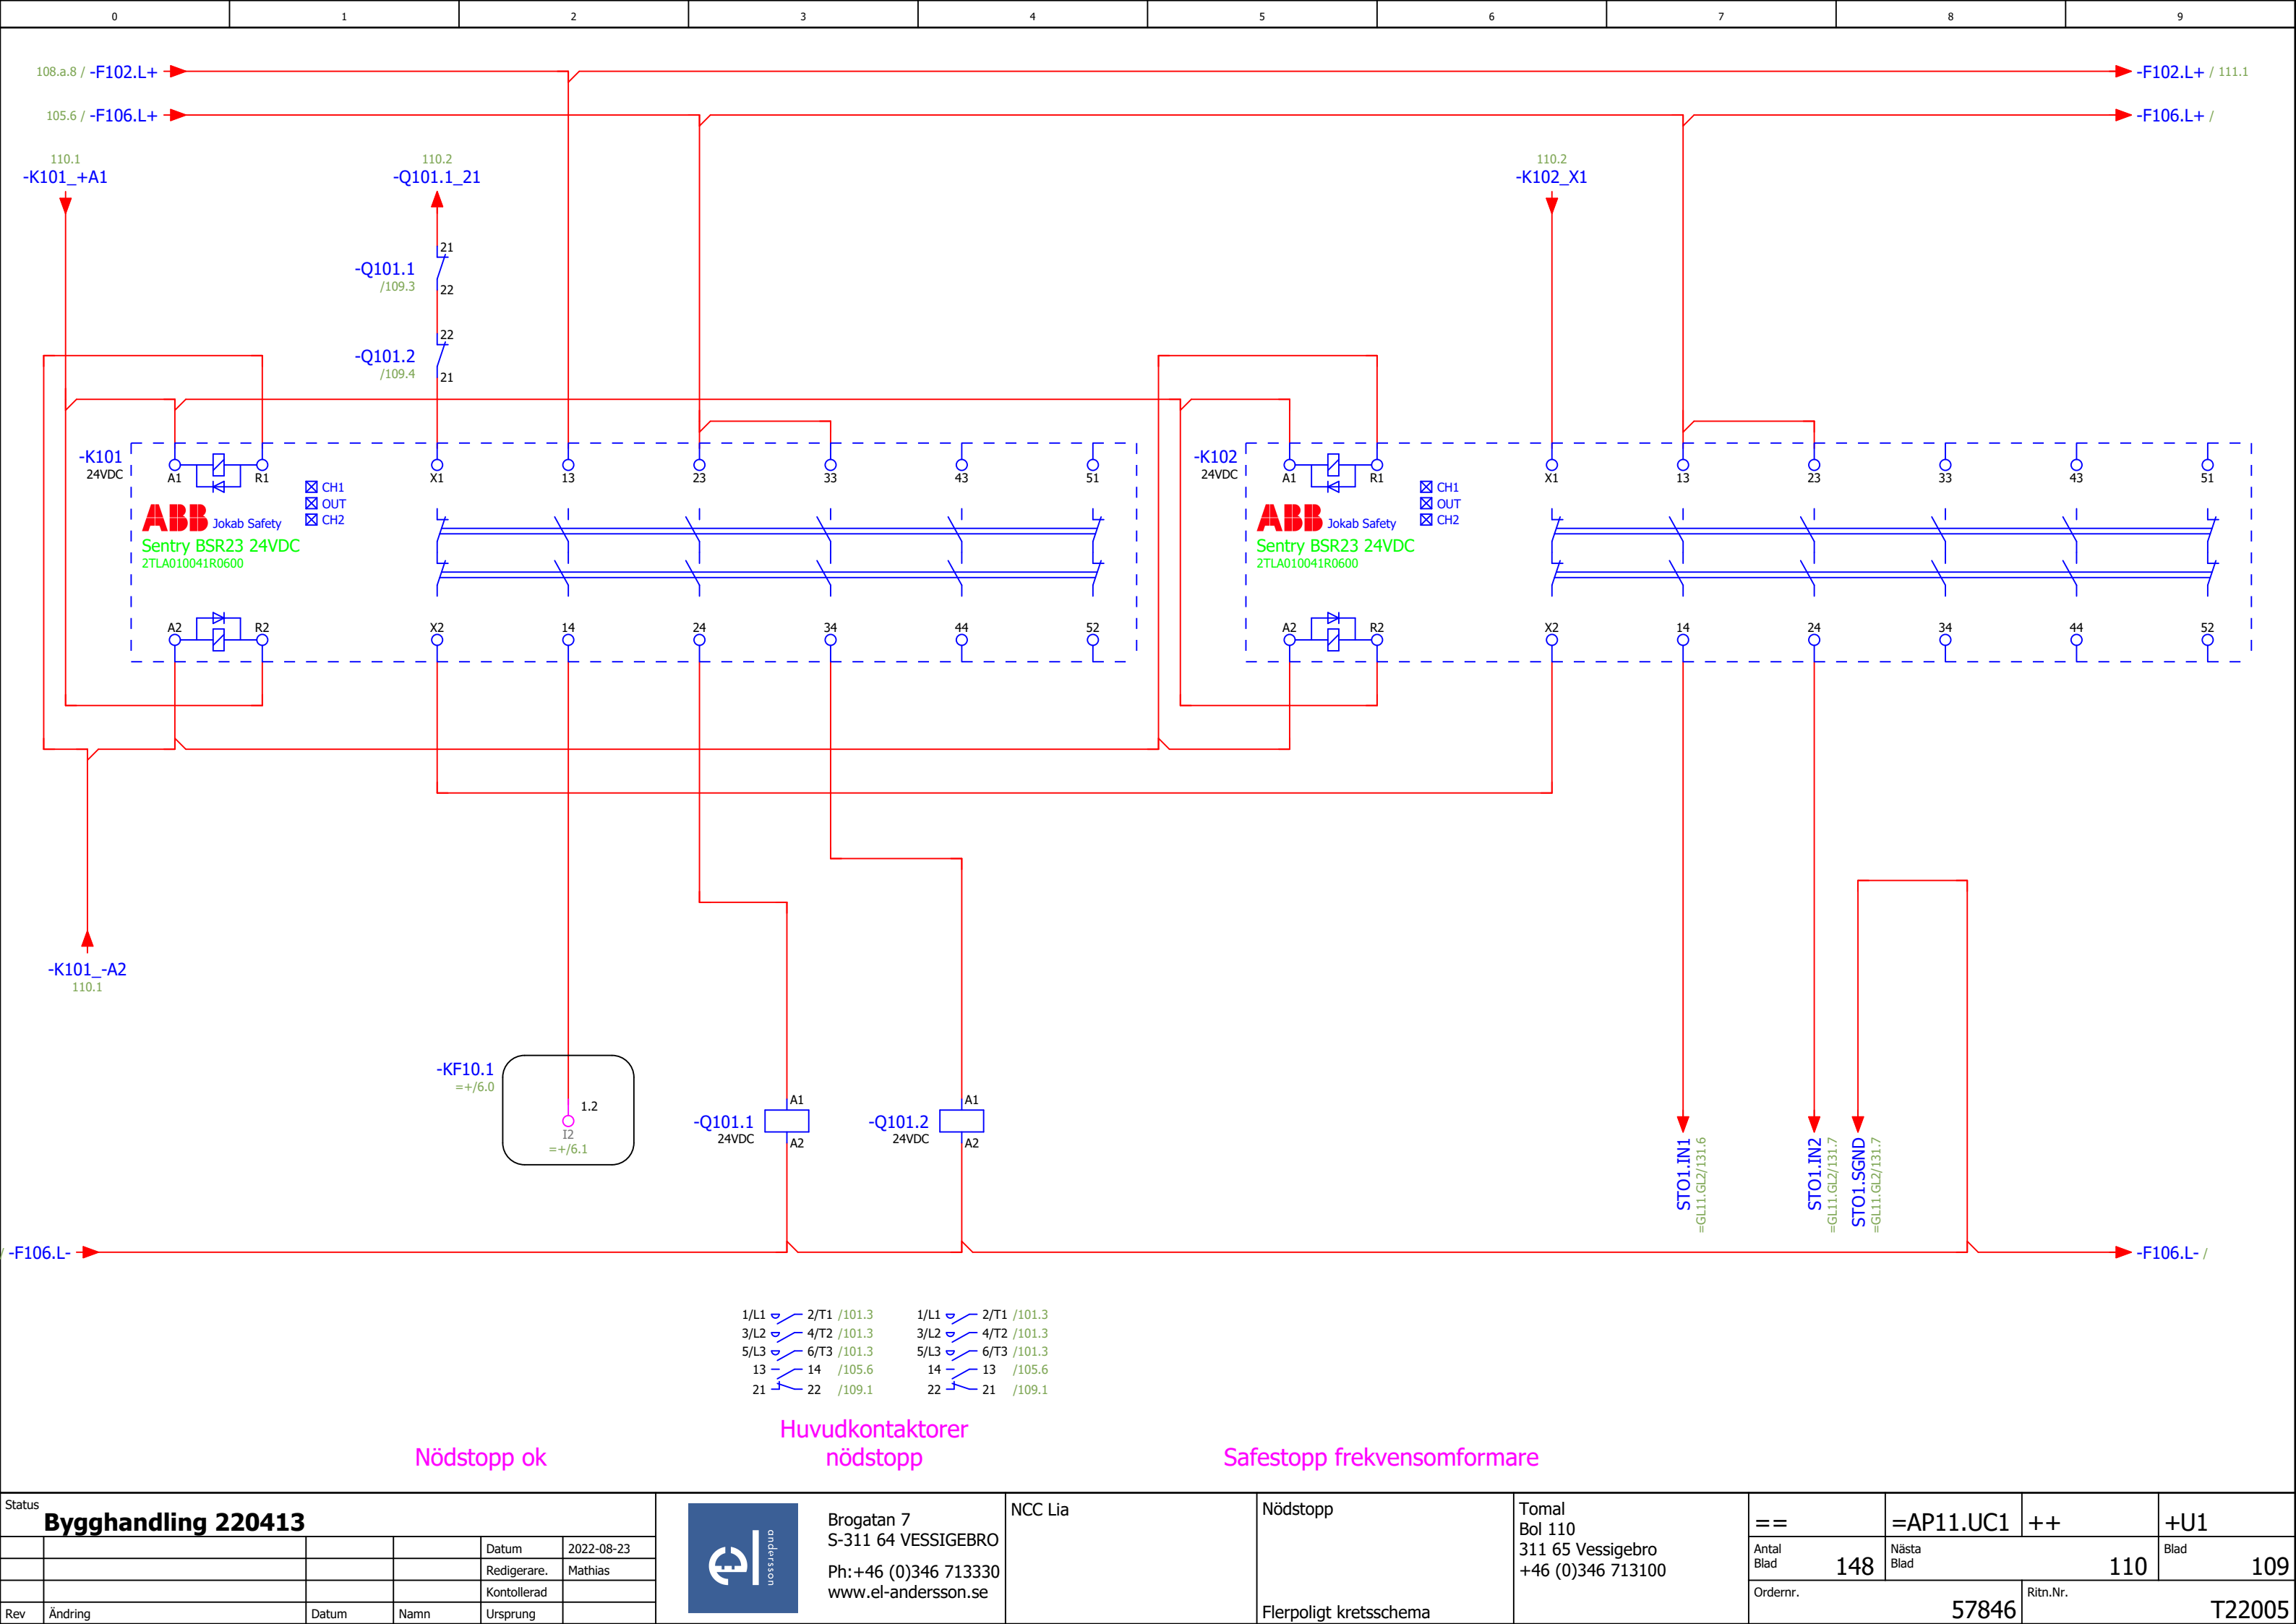 0 1 2 3 4 5 6 7 8 9
108.a.8 / -F102.L+ -F102.L+ / 111.1
105.6 / -F106.L+ -F106.L+ /
110.1 110.2 110.2
-K101_+A1 -Q101.1_21 -K102_X1
21
-Q101.1
/109.3
22
22
-Q101.2
/109.4
21
-K101
24VDC
A1 R1 X1 13 23 33 43 51
CH1
OUT
CH2
ABB Jokab Safety
Sentry BSR23 24VDC
2TLA010041R0600
A2 R2 X2 14 24 34 44 52
-K102
24VDC
A1 R1 X1 13 23 33 43 51
CH1
OUT
CH2
ABB Jokab Safety
Sentry BSR23 24VDC
2TLA010041R0600
A2 R2 X2 14 24 34 44 52
-K101_-A2
110.1
-KF10.1
=+/6.0
1.2
I2
=+/6.1
A1
-Q101.1
24VDC
A2
A1
-Q101.2
24VDC
A2
STO1.IN1
=GL11.GL2/131.6
STO1.IN2
=GL11.GL2/131.7
STO1.SGND
=GL11.GL2/131.7
/ -F106.L- -F106.L- /
1/L1 2/T1 /101.3 1/L1 2/T1 /101.3
3/L2 4/T2 /101.3 3/L2 4/T2 /101.3
5/L3 6/T3 /101.3 5/L3 6/T3 /101.3
13 14 /105.6 14 13 /105.6
21 22 /109.1 22 21 /109.1
Huvudkontaktorer
Nödstopp ok nödstopp Safestopp frekvensomformare
Status
Bygghandling 220413
Datum 2022-08-23
Redigerare. Mathias
Kontollerad
Rev Ändring Datum Namn Ursprung
el andersson
Brogatan 7
S-311 64 VESSIGEBRO
Ph:+46 (0)346 713330
www.el-andersson.se
NCC Lia
Nödstopp
Flerpoligt kretsschema
Tomal
Bol 110
311 65 Vessigebro
+46 (0)346 713100
== =AP11.UC1 ++ +U1
Antal Blad 148 Nästa Blad 110 Blad 109
Ordernr. 57846 Ritn.Nr. T22005